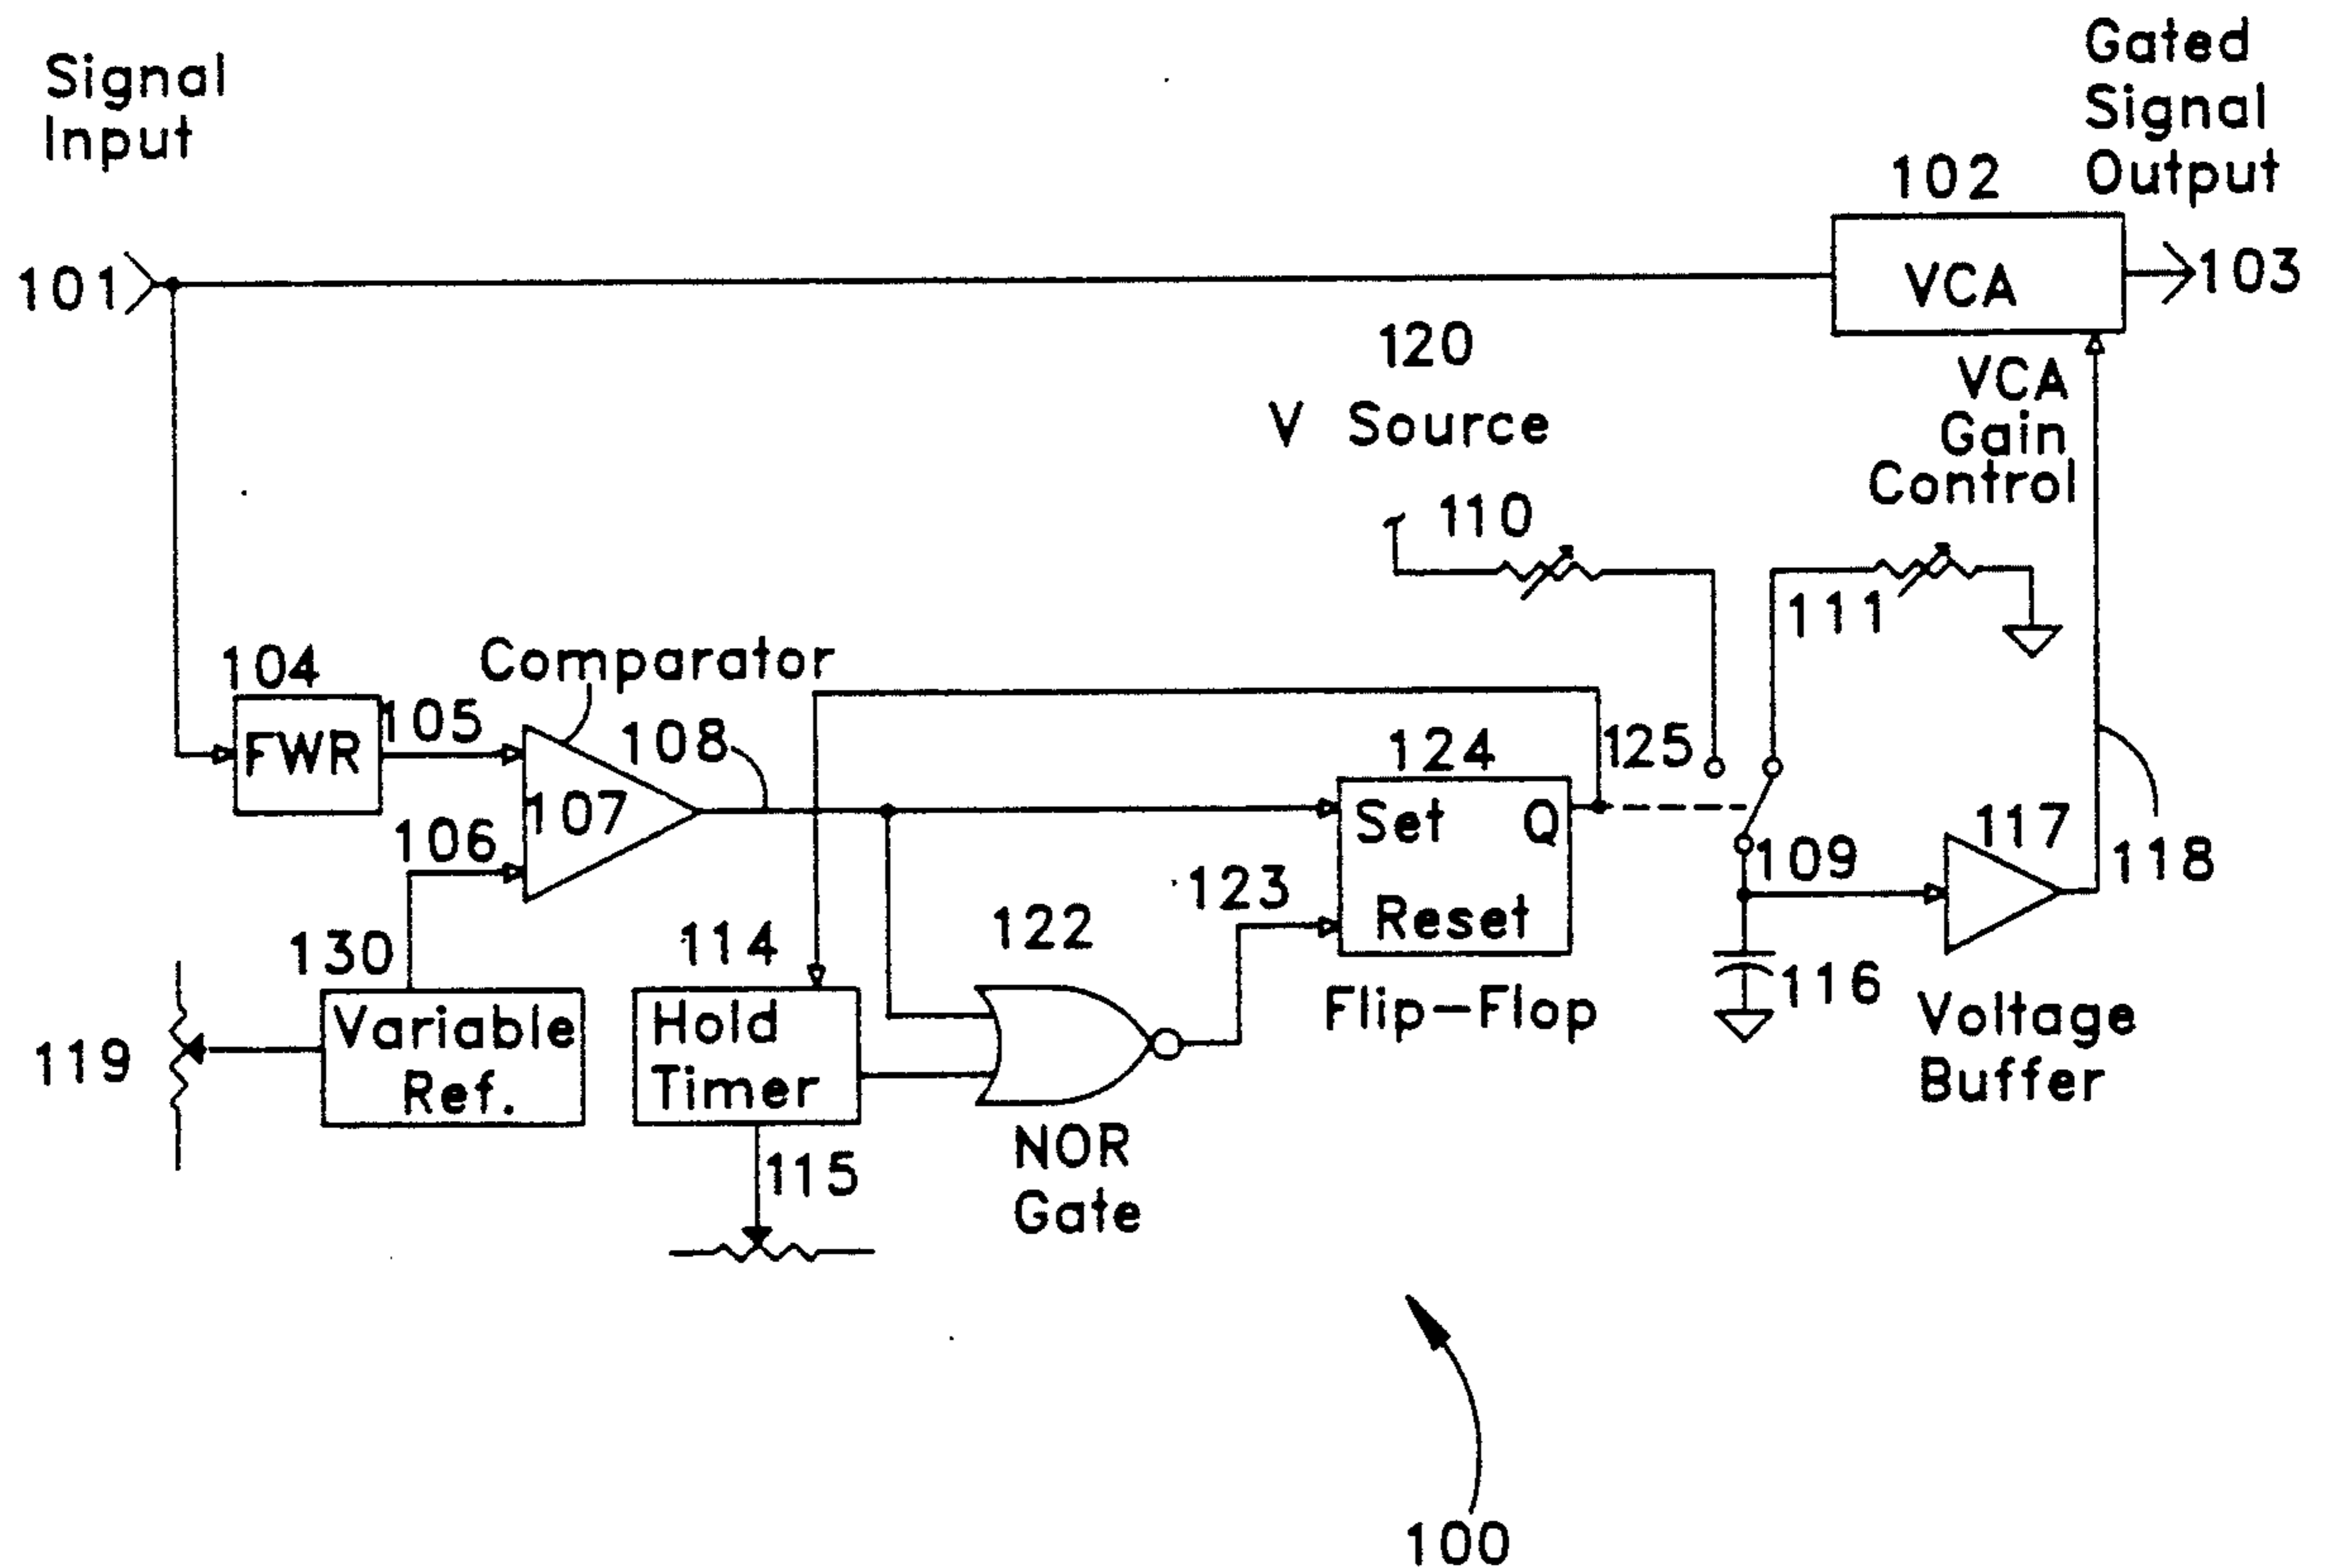 Signal
Input
Gated
Signal
Output
102
101
VCA
103
120
V Source
VCA
Gain
Control
110
111
104
Comparator
105
108
FWR
107
106
124
125
Set Q
Reset
123
109
117
118
130
114
122
Flip-Flop
116
Voltage
Buffer
119
Variable
Ref.
Hold
Timer
115
NOR
Gate
100